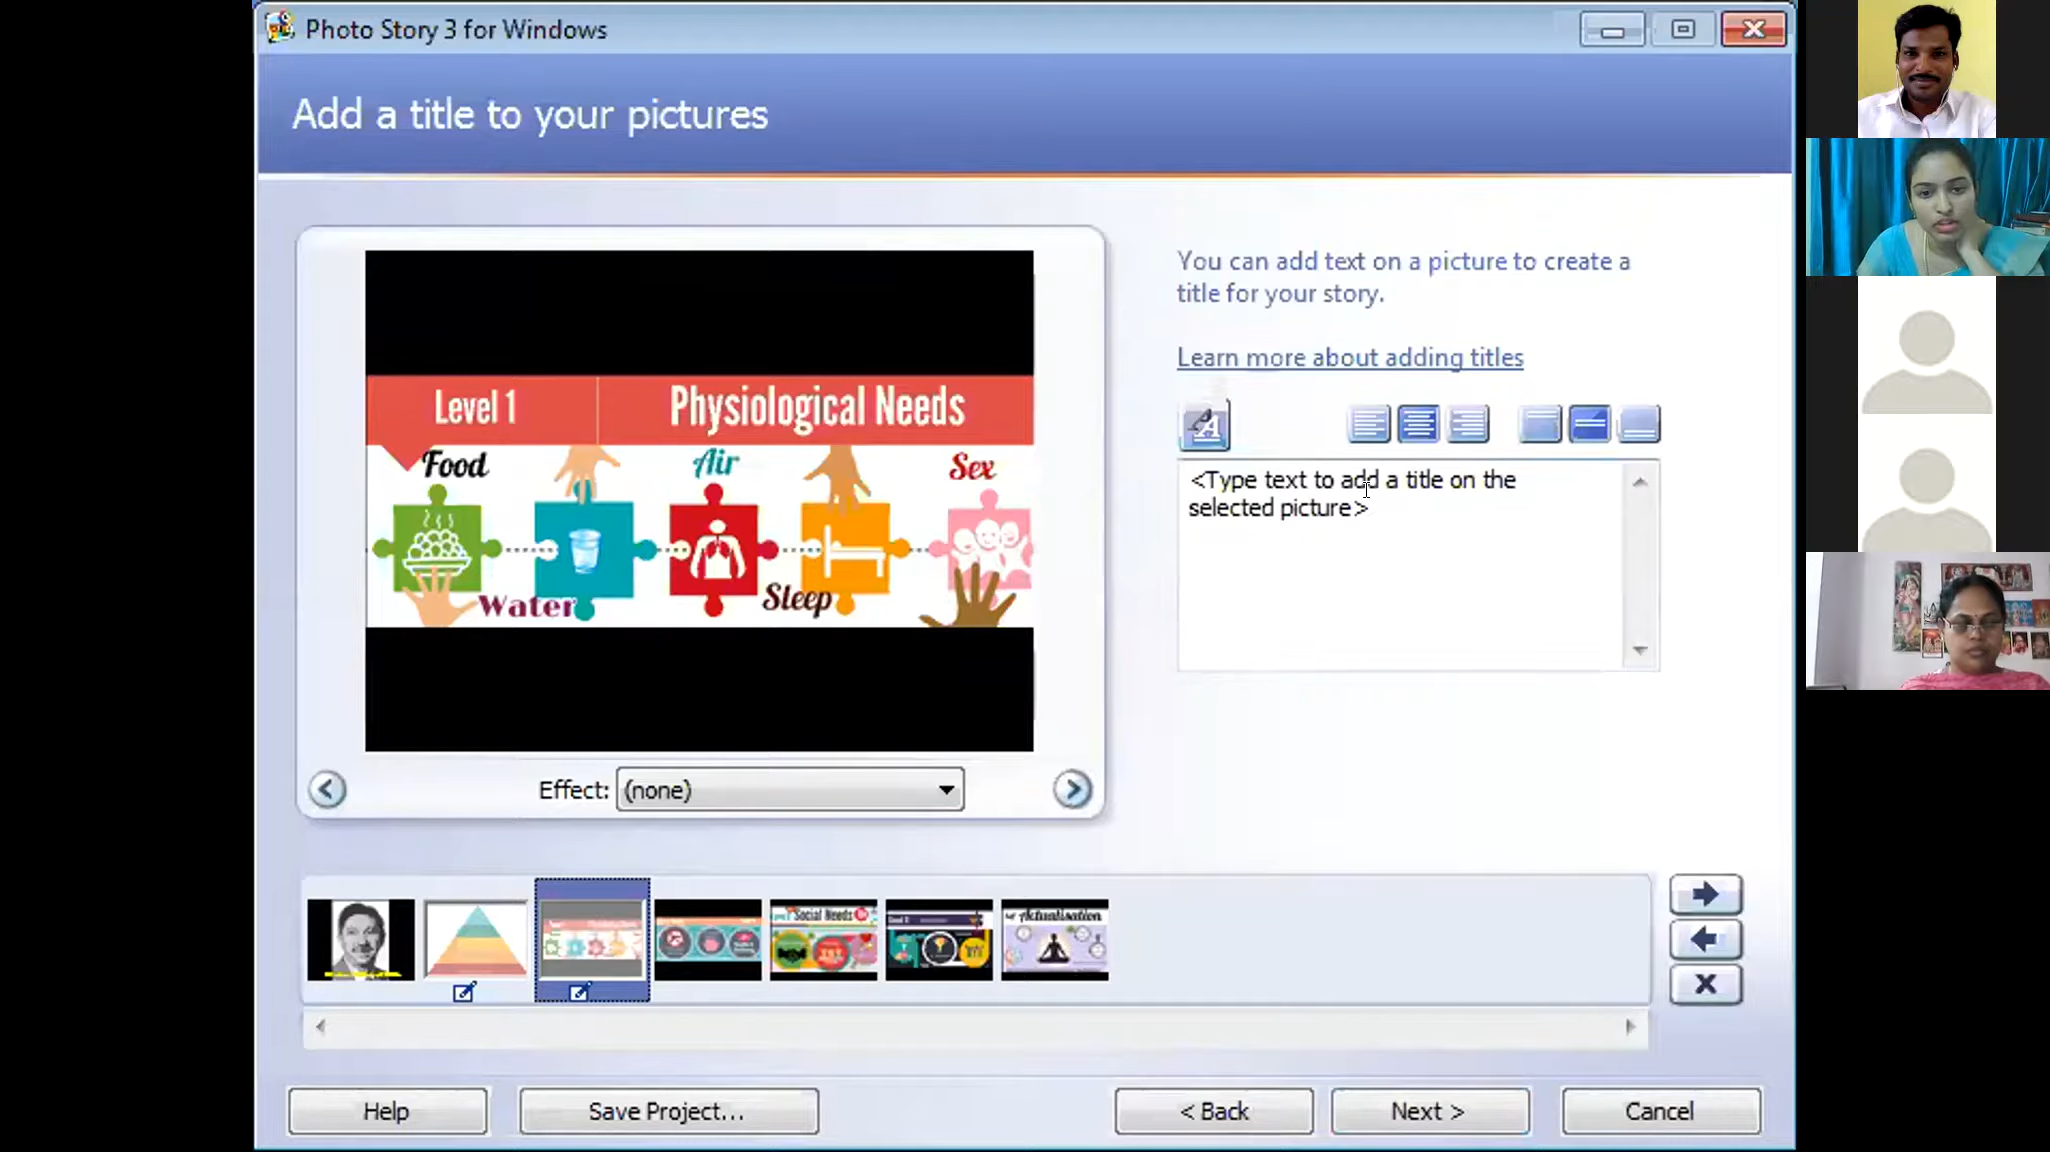 Photo Story 3 for Windows
Add a title to your pictures
You can add text on a picture to create a
title for your story.
Learn more about adding titles
<Type text to add a title on the
selected picture>
Level 1
Physiological Needs
Food
Air
Sex
Water
Sleep
Effect: (none)
Social Needs
Actualisation
Help
Save Project...
< Back
Next >
Cancel